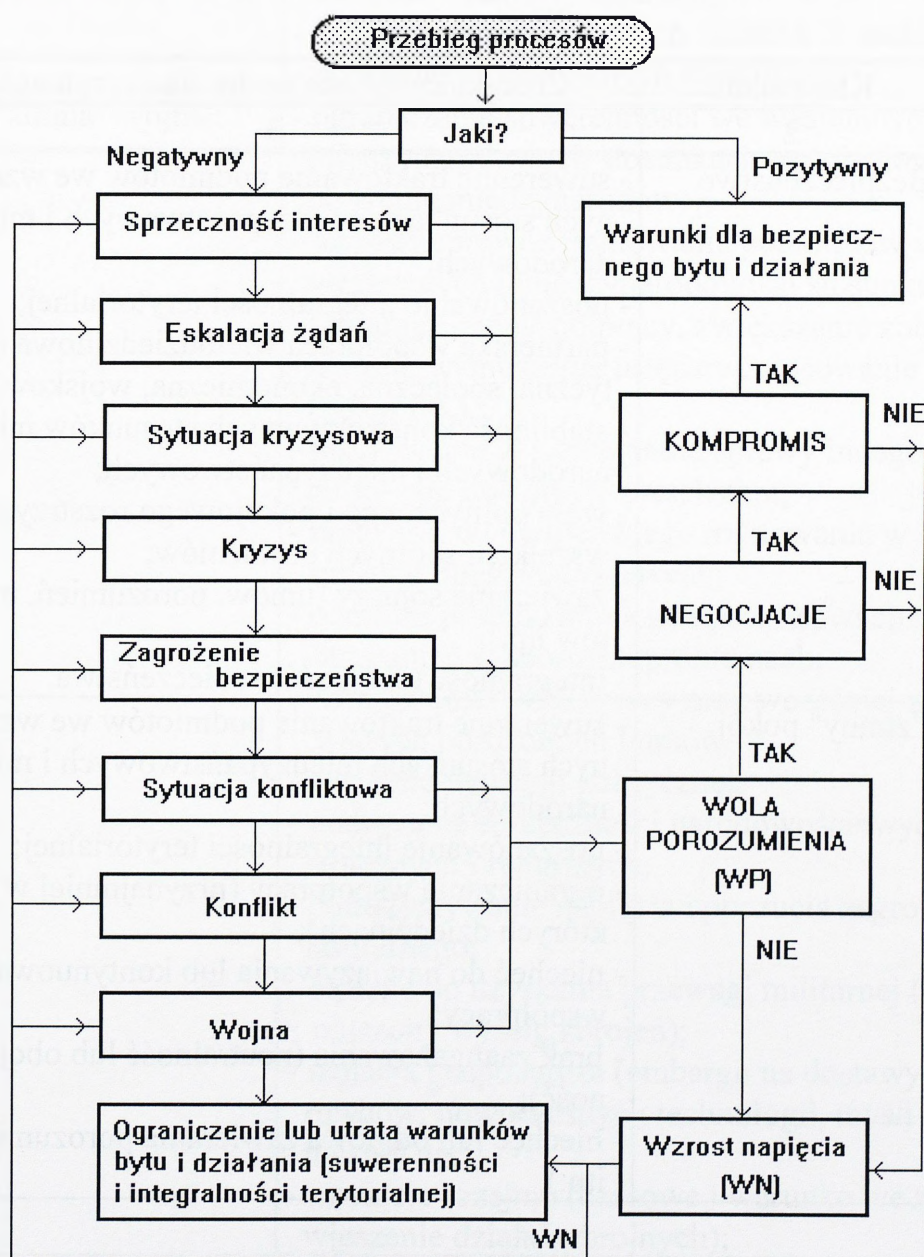 Przebieg procesów
Jaki?
Negatywny
Pozytywny
Sprzeczność interesów
Eskalacja żądań
Sytuacja kryzysowa
Kryzys
Zagrożenie
bezpieczeństwa
Sytuacja konfliktowa
Konflikt
Wojna
Ograniczenie lub utrata warunków
bytu i działania (suwerenności
i integralności terytorialnej)
Warunki dla bezpiecz-
nego bytu i działania
TAK
KOMPROMIS
NIE
TAK
NEGOCJACJE
NIE
TAK
WOLA
POROZUMIENIA
(WP)
NIE
Wzrost napięcia
(WN)
WN